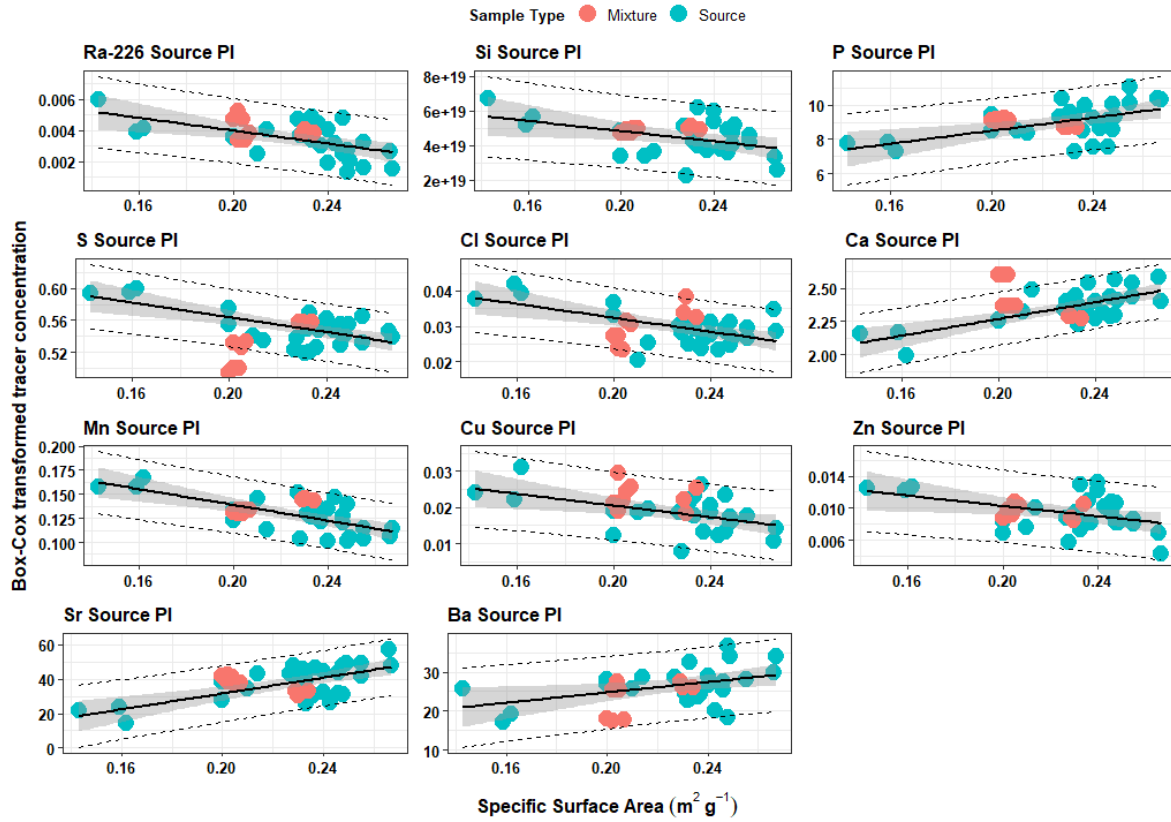 Sample Type Mixture Source
Ra-226 Source PI
Si Source PI
P Source PI
0.006
0.004
0.002
0.16 0.20 0.24
8e+19
6e+19
4e+19
2e+19
0.16 0.20 0.24
10
8
6
0.16 0.20 0.24
Box-Cox transformed tracer concentration
S Source PI
Cl Source PI
Ca Source PI
0.60
0.56
0.52
0.16 0.20 0.24
0.04
0.03
0.02
0.16 0.20 0.24
2.50
2.25
2.00
0.16 0.20 0.24
Mn Source PI
Cu Source PI
Zn Source PI
0.200
0.175
0.150
0.125
0.100
0.16 0.20 0.24
0.03
0.02
0.01
0.16 0.20 0.24
0.014
0.010
0.006
0.16 0.20 0.24
Sr Source PI
Ba Source PI
60
40
20
0
0.16 0.20 0.24
30
20
10
0.16 0.20 0.24
Specific Surface Area (m² g⁻¹)